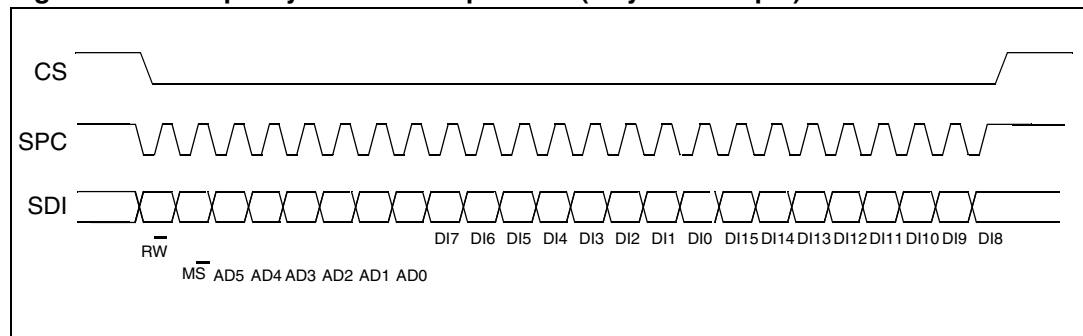 CS
SPC
SDI
DI7 DI6 DI5 DI4 DI3 DI2 DI1 DI0 DI15 DI14 DI13 DI12 DI11 DI10 DI9 DI8
RW̅
MS̅ AD5 AD4 AD3 AD2 AD1 AD0